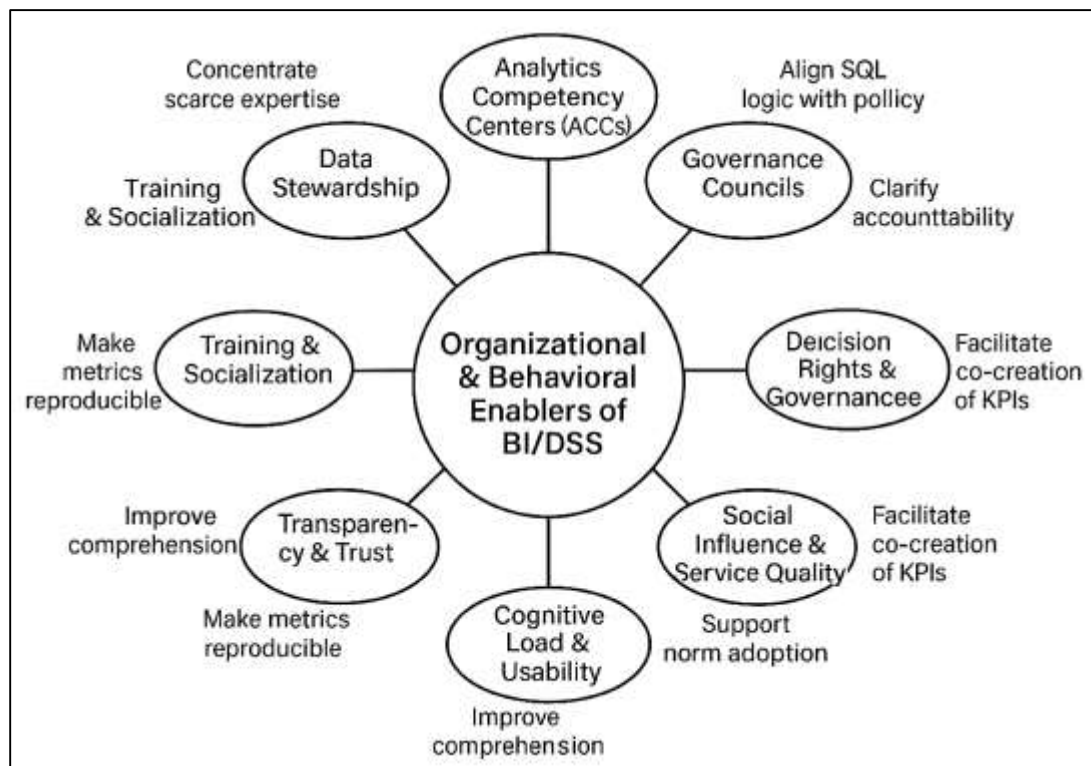 Analytics
Competency
Centers (ACCs)
Concentrate
scarce expertise
Align SQL
logic with pollicy
Data
Stewardship
Governance
Councils
Training
& Socialization
Clarify
accounttability
Organizational
& Behavioral
Enablers of
BI/DSS
Make
metrics
reproducible
Training &
Socialization
Deicision
Rights &
Governancee
Facilitate
co-creation
of KPIs
Improve
comprehension
Transparen-
cy & Trust
Social
Influence &
Service Quality
Facilitate
co-creation
of KPIs
Make metrics
reproducible
Cognitive
Load &
Usability
Support
norm adoption
Improve
comprehension